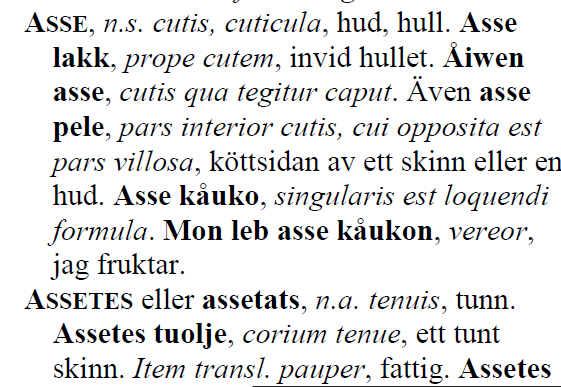 ASSE, n.s. cutis, cuticula, hud, hull. Asse
lakk, prope cutem, invid hullet. Åiwen
asse, cutis qua tegitur caput. Även asse
pele, pars interior cutis, cui opposita est
pars villosa, köttsidan av ett skinn eller en
hud. Asse kåuko, singularis est loquendi
formula. Mon leb asse kåukon, vereor,
jag fruktar.
ASSETES eller assetats, n.a. tenuis, tunn.
Assetes tuolje, corium tenue, ett tunt
skinn. Item transl. pauper, fattig. Assetes